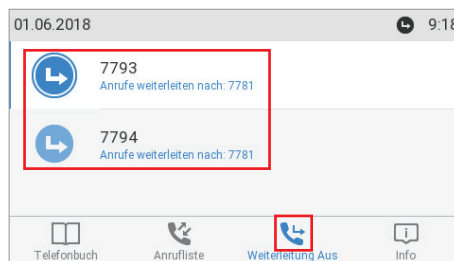 01.06.2018 9:18
7793
Anrufe weiterleiten nach: 7781
7794
Anrufe weiterleiten nach: 7781
Telefonbuch Anrufliste Weiterleitung Aus Info